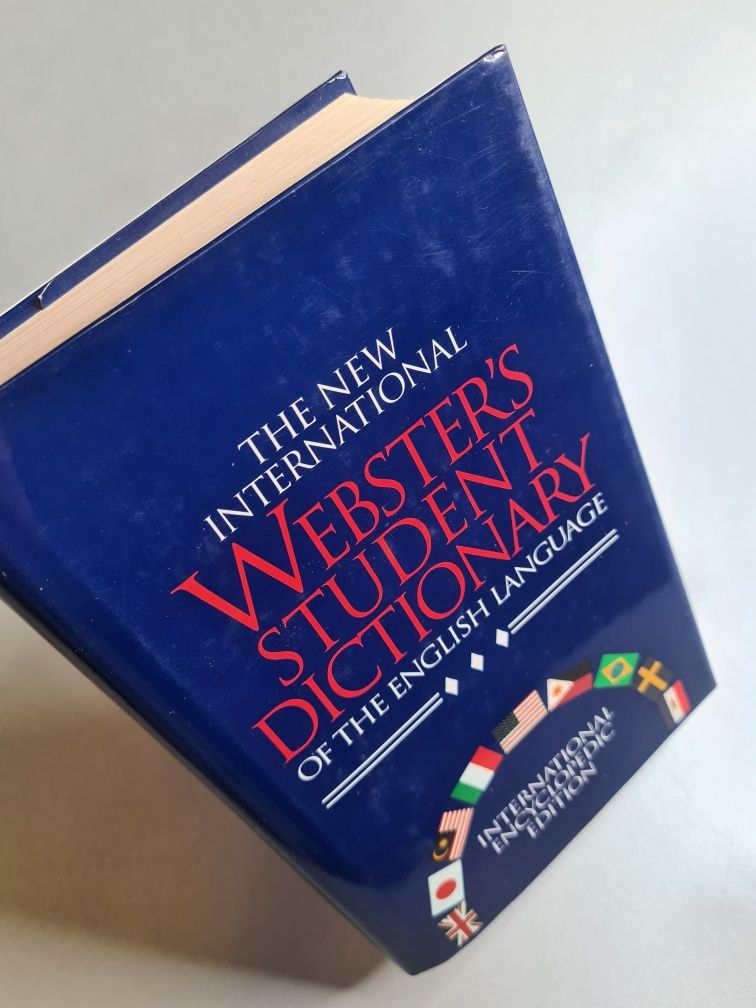 THE NEW
INTERNATIONAL
WEBSTER'S
STUDENT
DICTIONARY
OF THE ENGLISH LANGUAGE
INTERNATIONAL
ENCYCLOPEDIC
EDITION